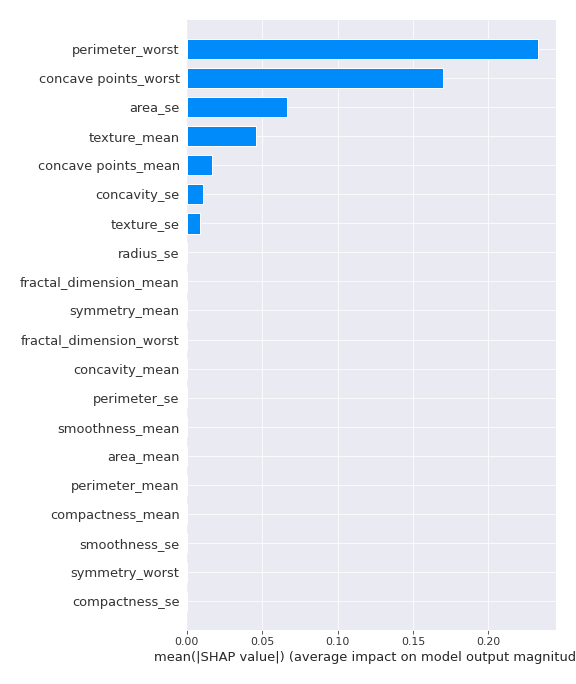 perimeter_worst
concave points_worst
area_se
texture_mean
concave points_mean
concavity_se
texture_se
radius_se
fractal_dimension_mean
symmetry_mean
fractal_dimension_worst
concavity_mean
perimeter_se
smoothness_mean
area_mean
perimeter_mean
compactness_mean
smoothness_se
symmetry_worst
compactness_se
0.00 0.05 0.10 0.15 0.20
mean(|SHAP value|) (average impact on model output magnitud